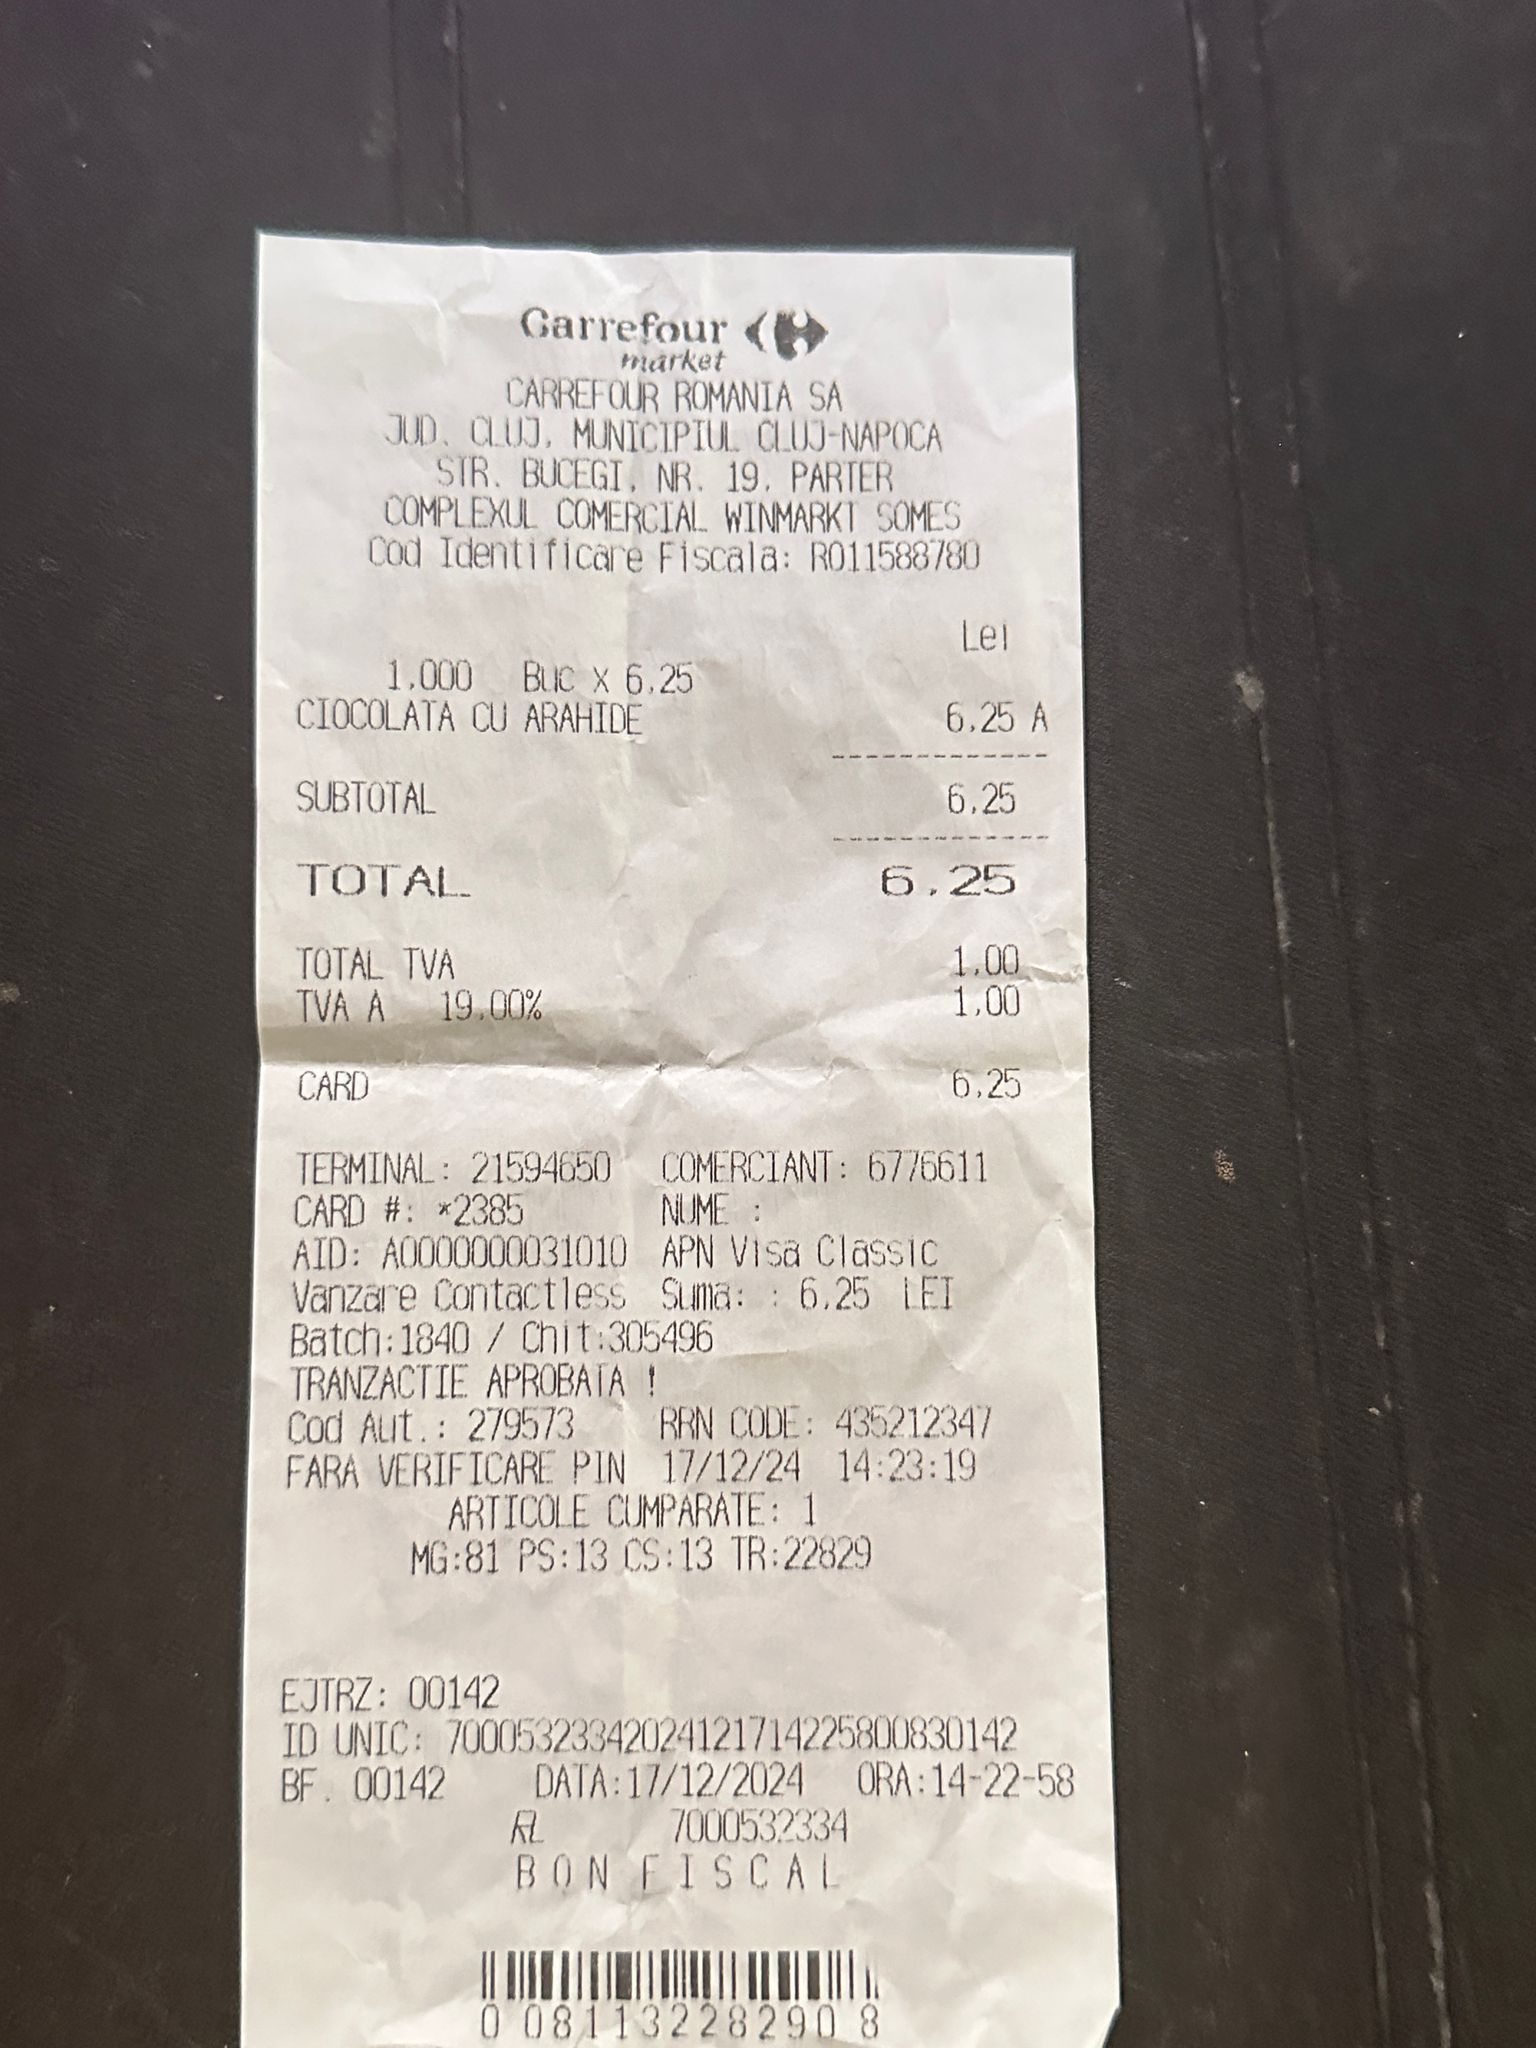 Carrefour
market
CARREFOUR ROMANIA SA
JUD. CLUJ, MUNICIPIUL CLUJ-NAPOCA
STR. BUCEGI, NR. 19, PARTER
COMPLEXUL COMERCIAL WINMARKT SOMES
Cod Identificare Fiscala: RO11588780
Lei
1.000 Buc X 6.25
CIOCOLATA CU ARAHIDE 6.25 A
SUBTOTAL 6.25
TOTAL 6.25
TOTAL TVA 1.00
TVA A 19.00% 1.00
CARD 6.25
TERMINAL: 21594650 COMERCIANT: 6776611
CARD #: *2385 NUME :
AID: A0000000031010 APN Visa Classic
Vanzare Contactless Suma: : 6.25 LEI
Batch:1840 / Chit:305496
TRANZACTIE APROBATA !
Cod Aut.: 279573 RRN CODE: 435212347
FARA VERIFICARE PIN 17/12/24 14:23:19
ARTICOLE CUMPARATE: 1
MG:81 PS:13 CS:13 TR:22829
EJTRZ: 00142
ID UNIC: 7000532334202412171422580083​0142
BF. 00142 DATA:17/12/2024 ORA:14-22-58
7000532334
BON FISCAL
0 08113228290 8